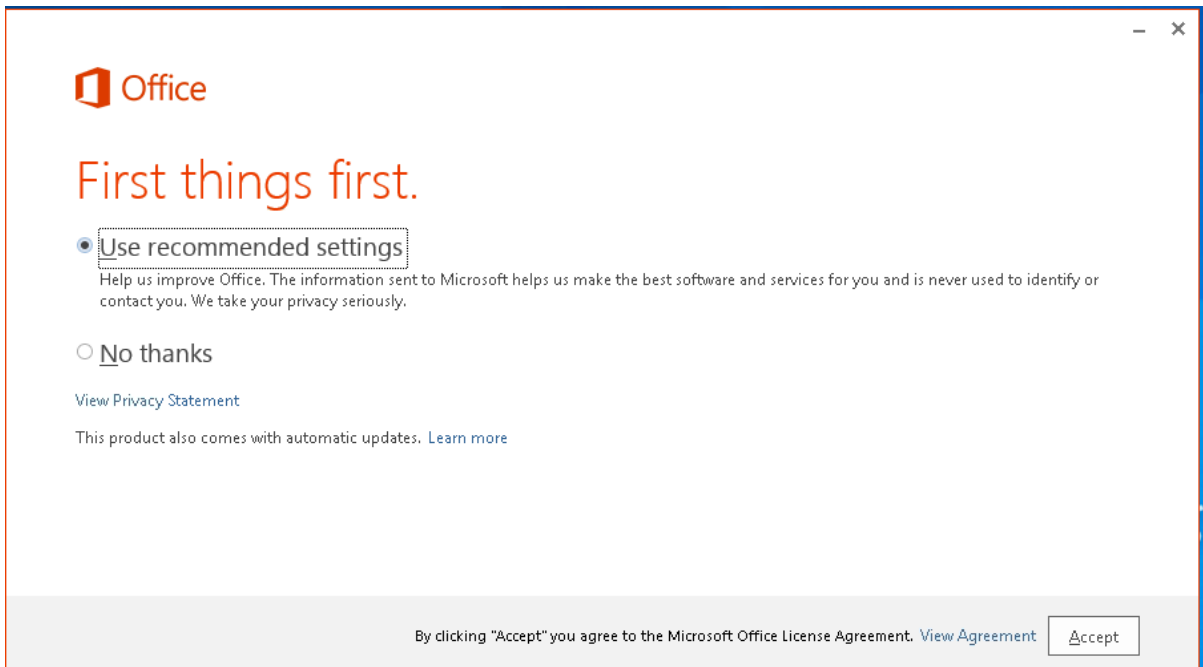 Office
First things first.
Use recommended settings
Help us improve Office. The information sent to Microsoft helps us make the best software and services for you and is never used to identify or
contact you. We take your privacy seriously.
No thanks
View Privacy Statement
This product also comes with automatic updates. Learn more
By clicking "Accept" you agree to the Microsoft Office License Agreement. View Agreement Accept